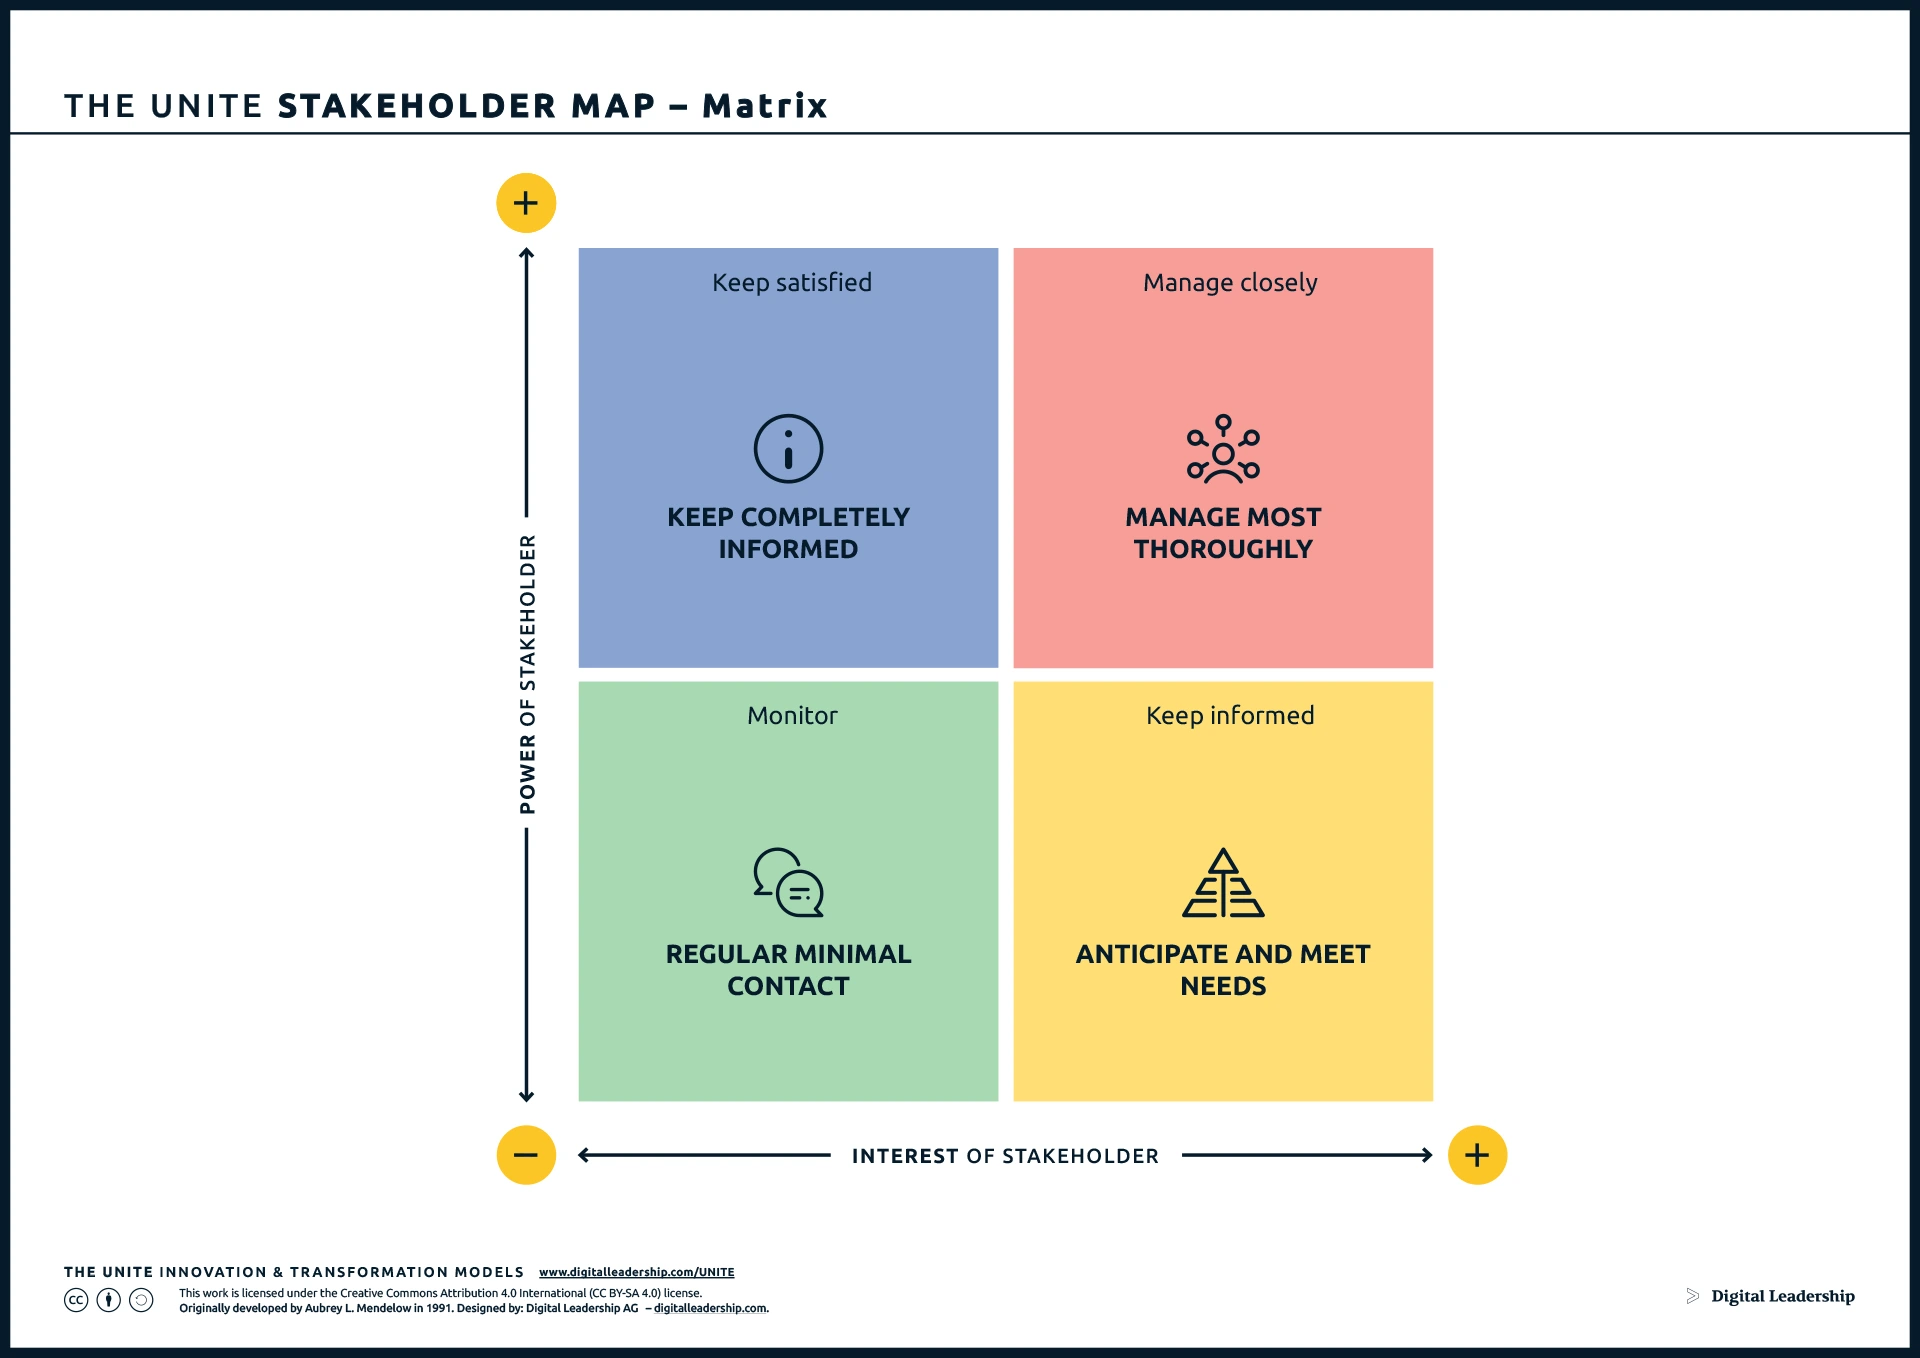 THE UNITE STAKEHOLDER MAP – Matrix
Keep satisfied
KEEP COMPLETELY
INFORMED
Manage closely
MANAGE MOST
THOROUGHLY
POWER OF STAKEHOLDER
Monitor
REGULAR MINIMAL
CONTACT
Keep informed
ANTICIPATE AND MEET
NEEDS
INTEREST OF STAKEHOLDER
THE UNITE INNOVATION & TRANSFORMATION MODELS www.digitalleadership.com/UNITE
CC
This work is licensed under the Creative Commons Attribution 4.0 International (CC BY-SA 4.0) license.
Originally developed by Aubrey L. Mendelow in 1991. Designed by: Digital Leadership AG – digitalleadership.com.
Digital Leadership